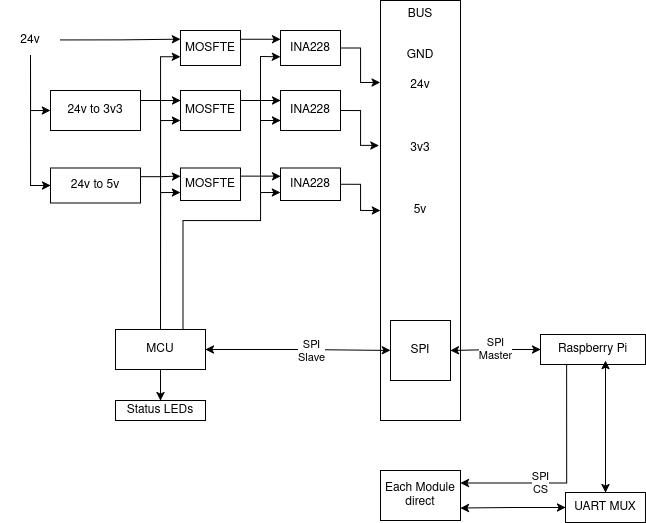 BUS
24v
MOSFTE
INA228
GND
24v
24v to 3v3
MOSFTE
INA228
3v3
24v to 5v
MOSFTE
INA228
5v
MCU
SPI
Slave
SPI
SPI
Master
Raspberry Pi
Status LEDs
Each Module
direct
SPI
CS
UART MUX